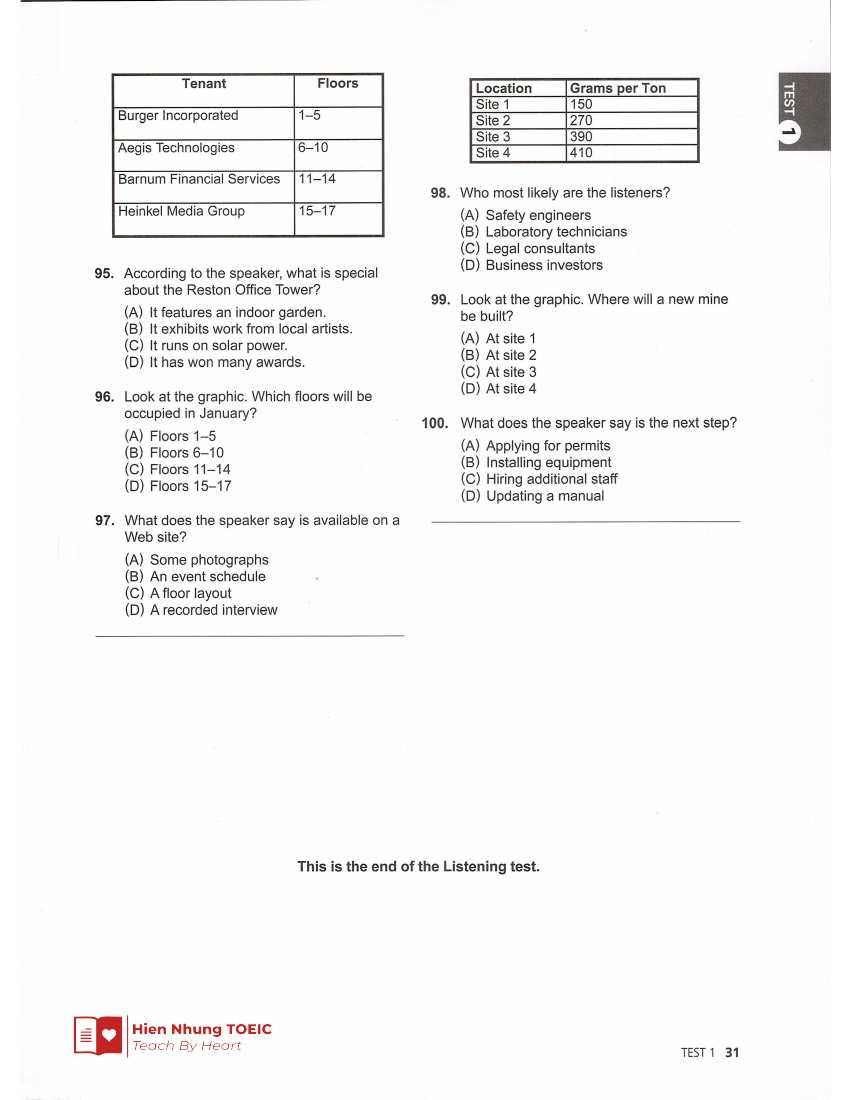 Tenant Floors
Burger Incorporated 1–5
Aegis Technologies 6–10
Barnum Financial Services 11–14
Heinkel Media Group 15–17
95. According to the speaker, what is special
about the Reston Office Tower?
(A) It features an indoor garden.
(B) It exhibits work from local artists.
(C) It runs on solar power.
(D) It has won many awards.
96. Look at the graphic. Which floors will be
occupied in January?
(A) Floors 1–5
(B) Floors 6–10
(C) Floors 11–14
(D) Floors 15–17
97. What does the speaker say is available on a
Web site?
(A) Some photographs
(B) An event schedule
(C) A floor layout
(D) A recorded interview
Location Grams per Ton
Site 1 150
Site 2 270
Site 3 390
Site 4 410
98. Who most likely are the listeners?
(A) Safety engineers
(B) Laboratory technicians
(C) Legal consultants
(D) Business investors
99. Look at the graphic. Where will a new mine
be built?
(A) At site 1
(B) At site 2
(C) At site 3
(D) At site 4
100. What does the speaker say is the next step?
(A) Applying for permits
(B) Installing equipment
(C) Hiring additional staff
(D) Updating a manual
TEST 1
This is the end of the Listening test.
Hien Nhung TOEIC
Teach By Heart
TEST 1 31